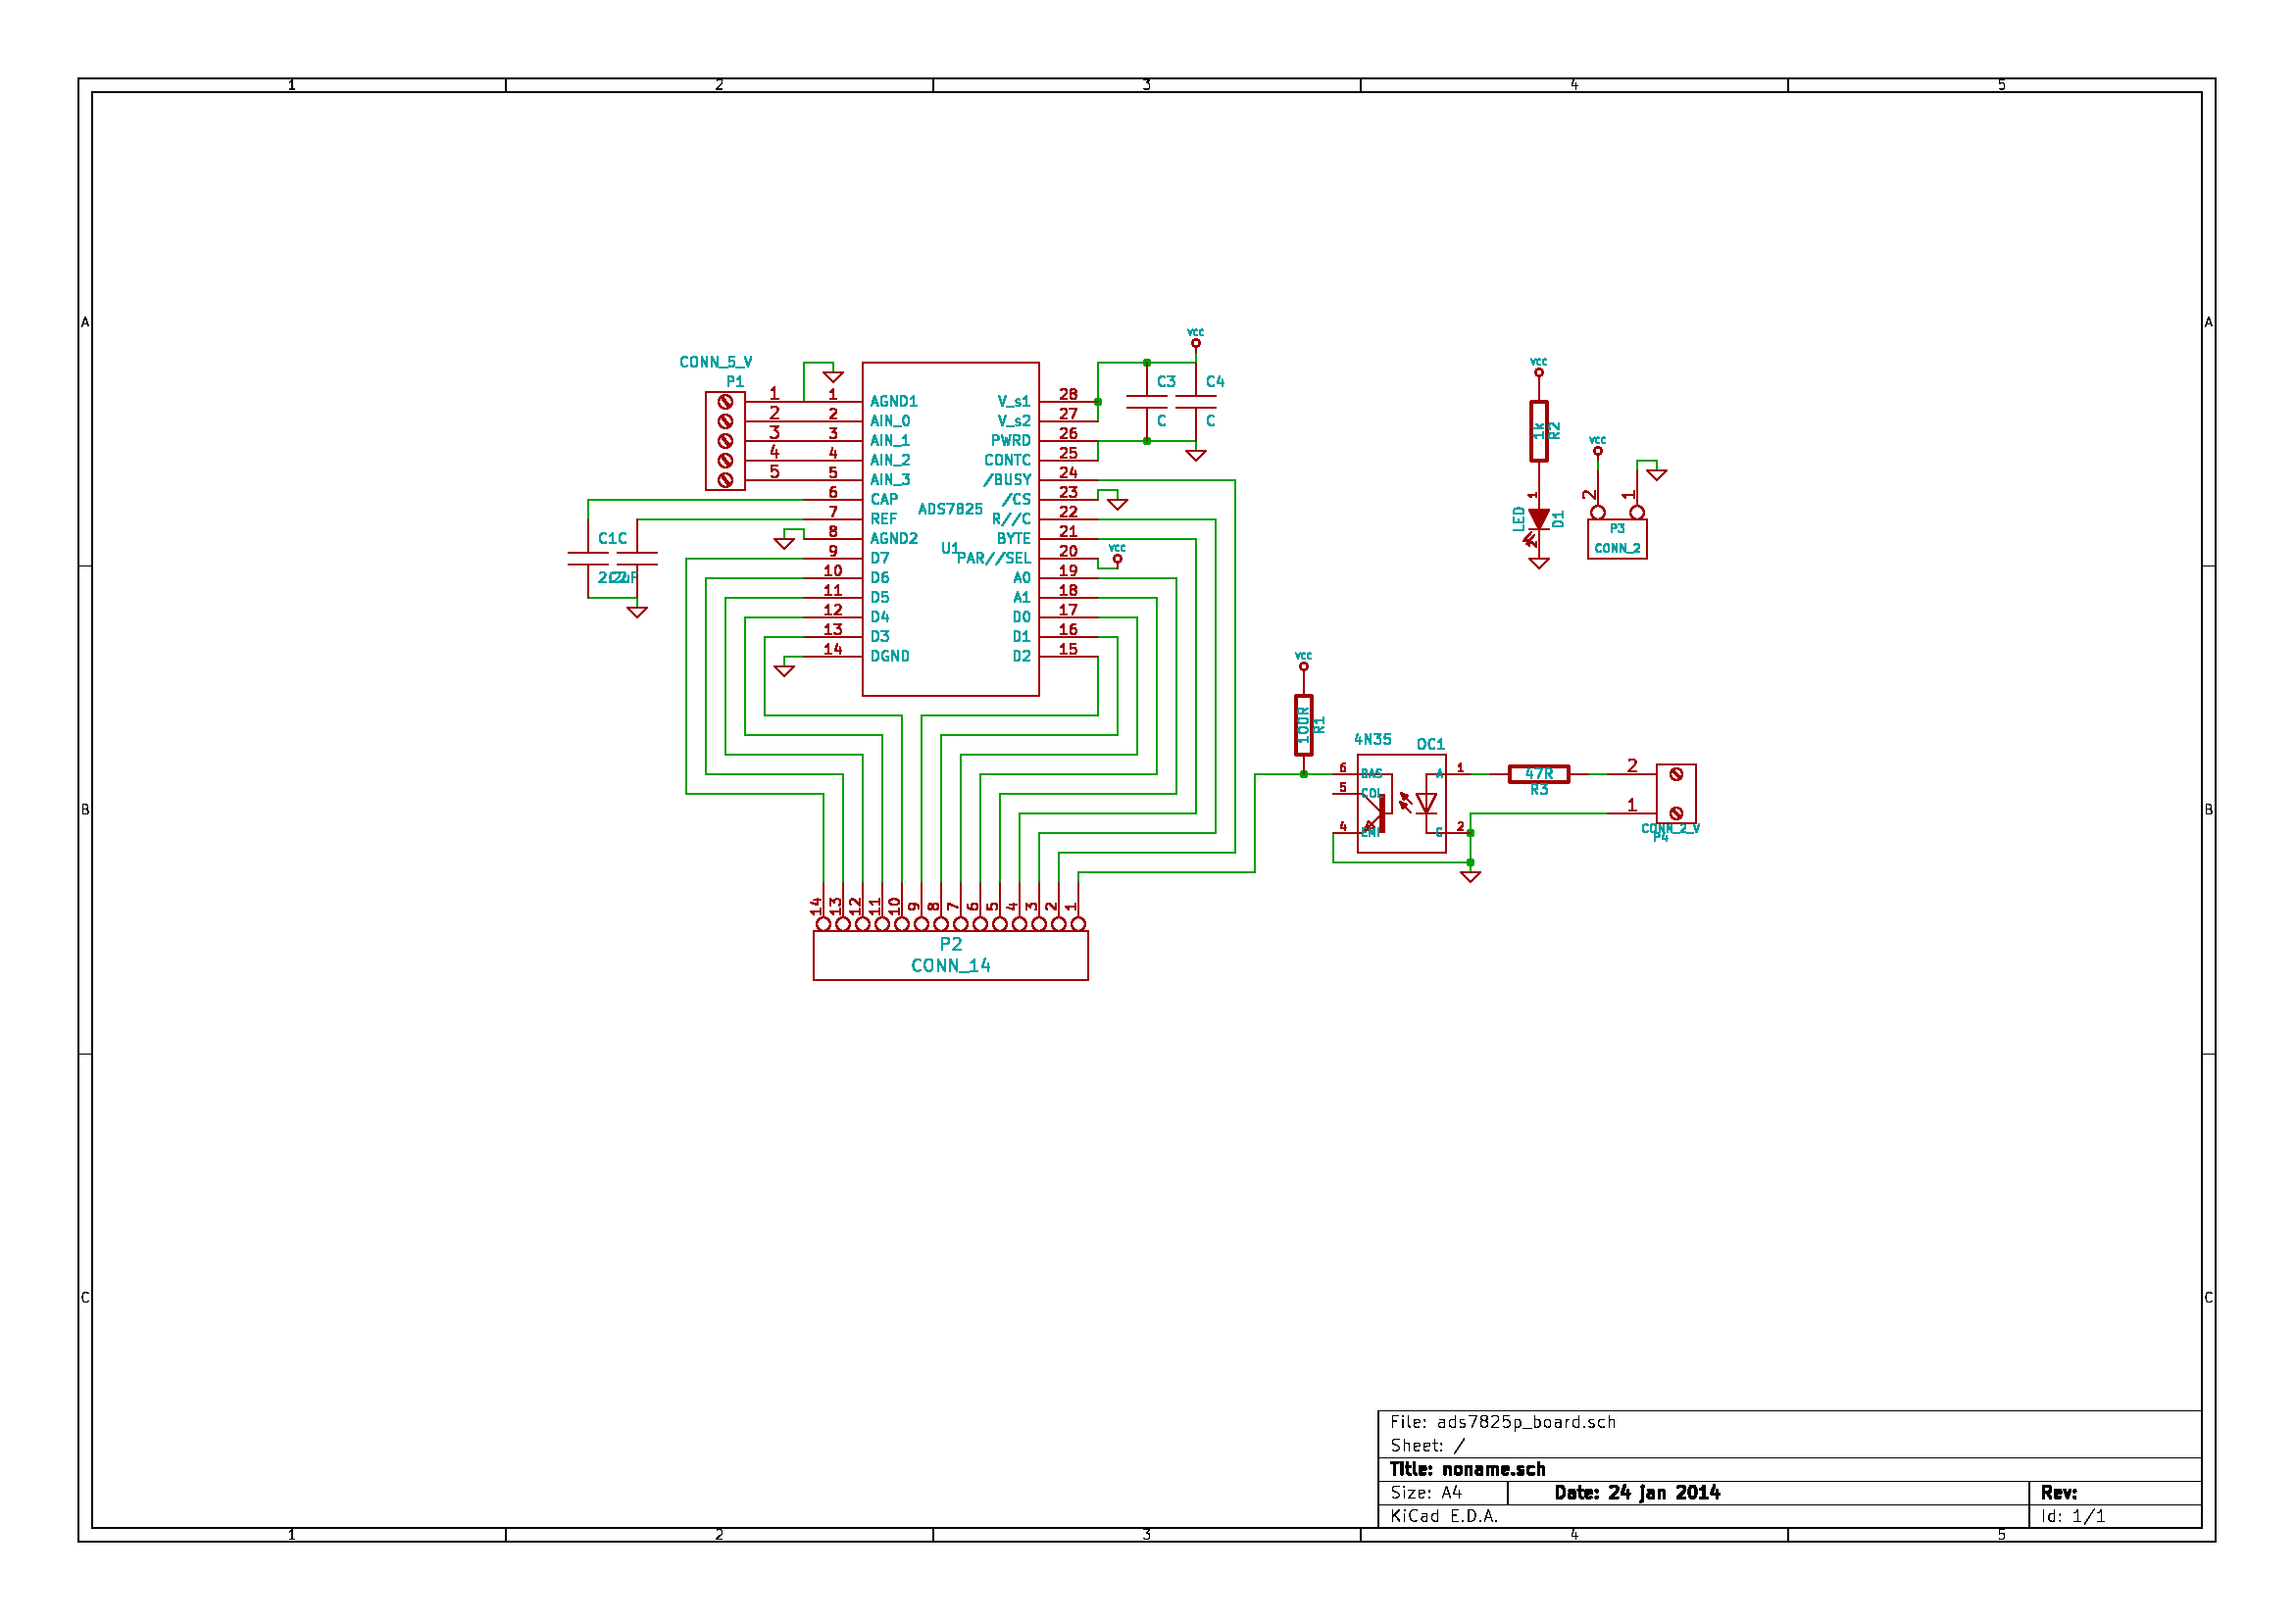 1 2 3 4 5
A A
B B
C C
CONN_5_V
P1
1
2
3
4
5
1 AGND1
2 AIN_0
3 AIN_1
4 AIN_2
5 AIN_3
6 CAP
7 REF
8 AGND2
9 D7
10 D6
11 D5
12 D4
13 D3
14 DGND
ADS7825
U1
V_s1 28
V_s2 27
PWRD 26
CONTC 25
/BUSY 24
/CS 23
R//C 22
BYTE 21
PAR//SEL 20
A0 19
A1 18
D0 17
D1 16
D2 15
VCC
C3
C
C4
C
VCC
C1
VCC
1k
R2
LED
D1
1
2
VCC
2 1
P3
CONN_2
VCC
100R
R1
4N35
OC1
6 BAS
5 COL
4 EMI
A 1
C 2
47R
R3
2
1
CONN_2_V
P4
14 13 12 11 10 9 8 7 6 5 4 3 2 1
P2
CONN_14
File: ads7825p_board.sch
Sheet: /
Title: noname.sch
Size: A4
Date: 24 jan 2014
Rev:
KiCad E.D.A.
Id: 1/1
1 2 3 4 5